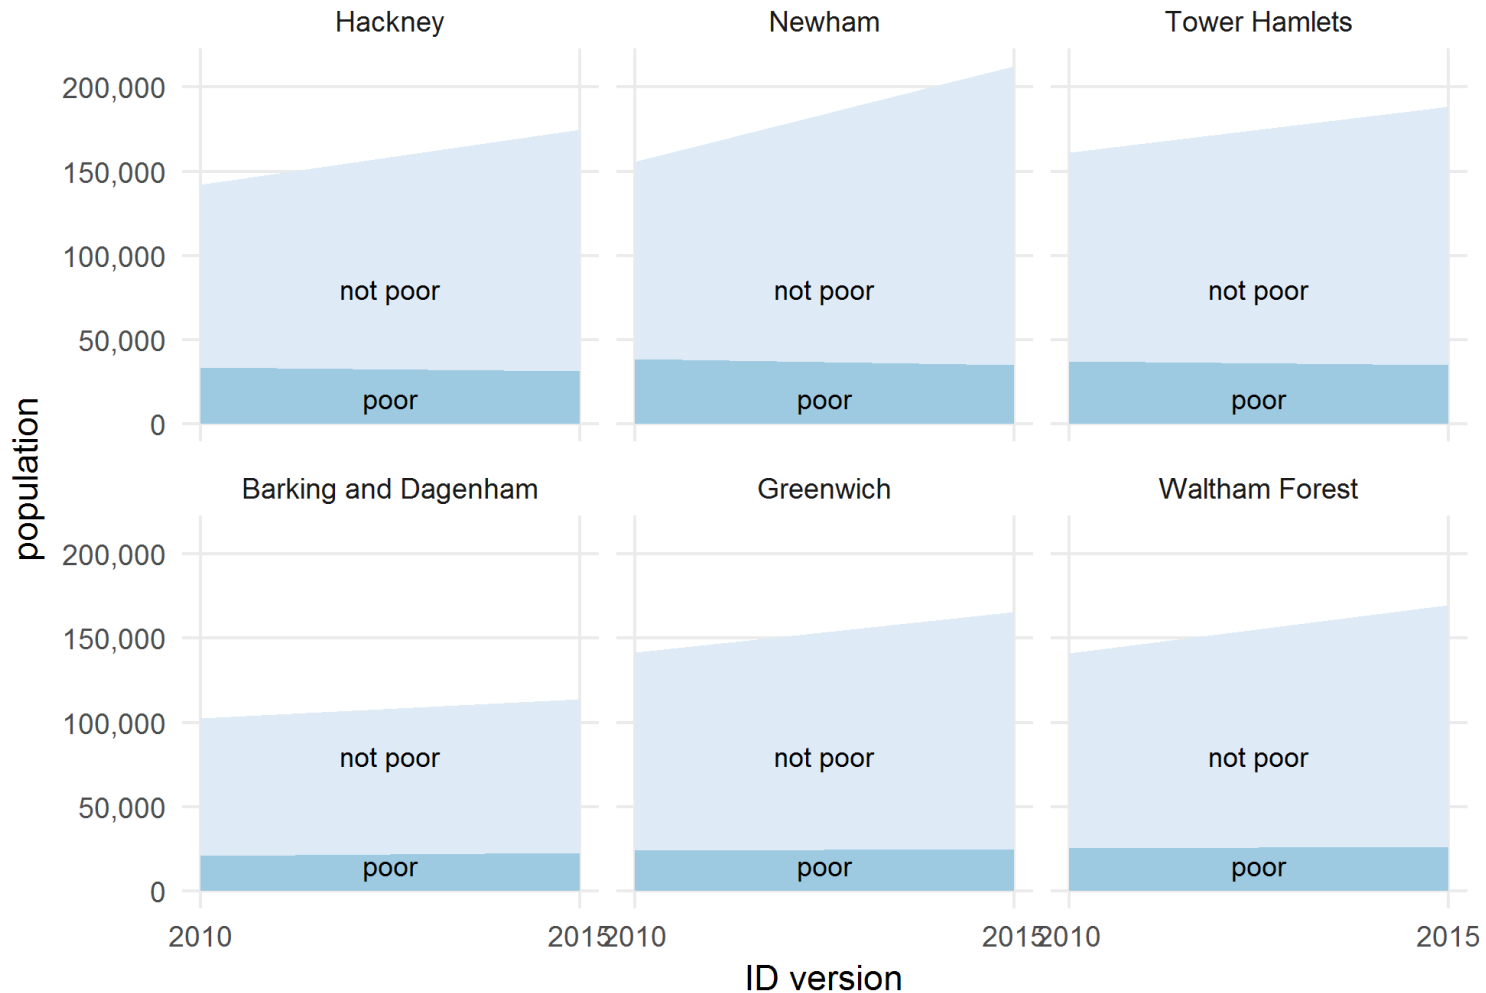 Hackney Newham Tower Hamlets
200,000
150,000
100,000
not poor not poor not poor
50,000
poor poor poor
0
population
Barking and Dagenham Greenwich Waltham Forest
200,000
150,000
100,000
not poor not poor not poor
50,000
poor poor poor
0
2010 2015 2010 2015 2010 2015
ID version